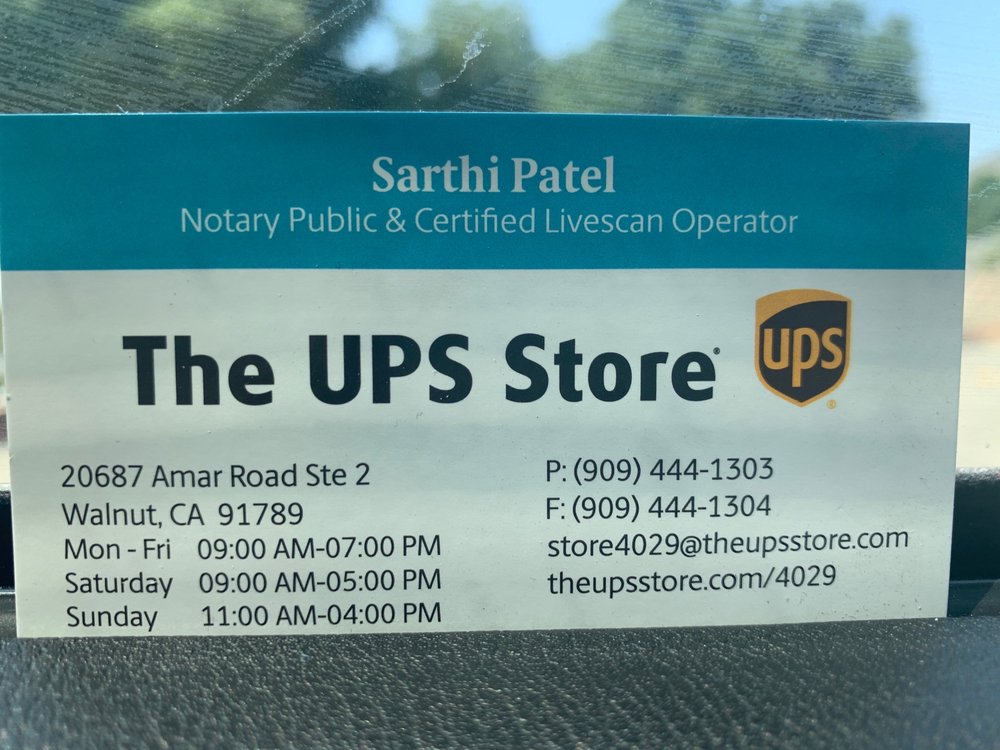 Sarthi Patel
Notary Public & Certified Livescan Operator
The UPS Store®
ups®
20687 Amar Road Ste 2
Walnut, CA 91789
Mon - Fri 09:00 AM-07:00 PM
Saturday 09:00 AM-05:00 PM
Sunday 11:00 AM-04:00 PM
P: (909) 444-1303
F: (909) 444-1304
store4029@theupsstore.com
theupsstore.com/4029